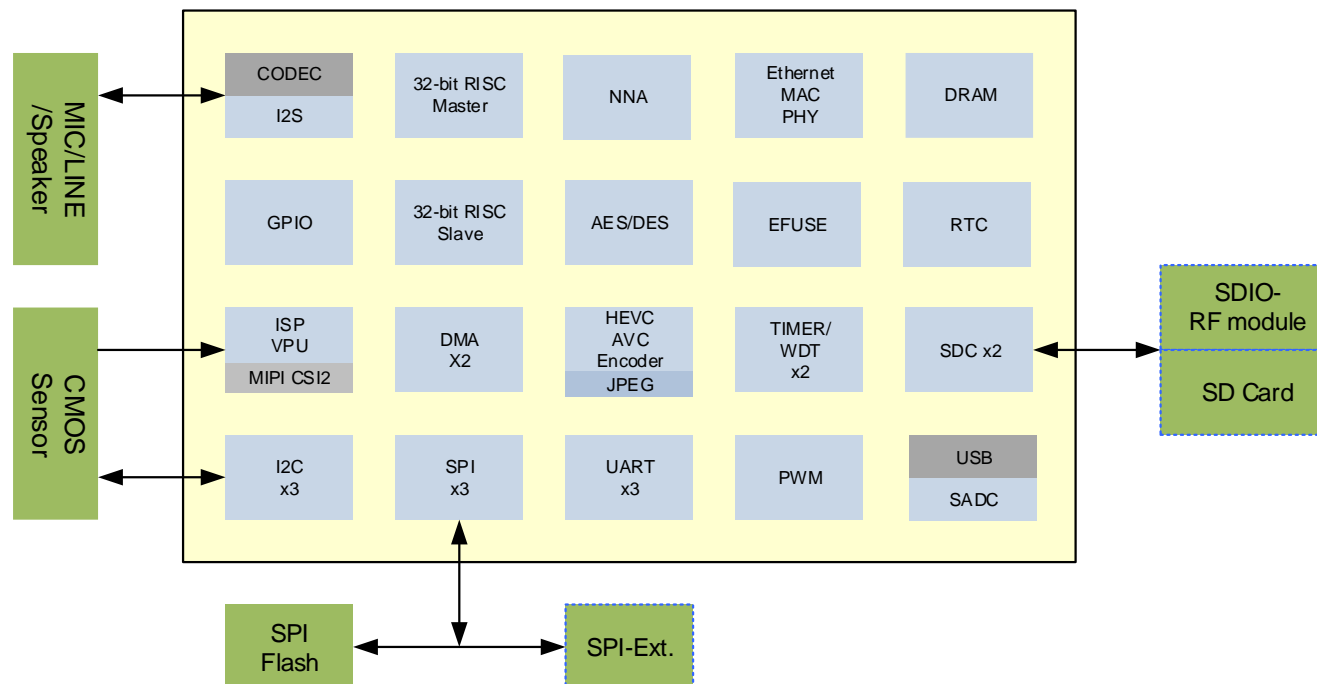 MIC/LINE
/Speaker
CODEC
I2S
32-bit RISC
Master
NNA
Ethernet
MAC
PHY
DRAM
GPIO
32-bit RISC
Slave
AES/DES
EFUSE
RTC
CMOS
Sensor
ISP
VPU
MIPI CSI2
DMA
X2
HEVC
AVC
Encoder
JPEG
TIMER/
WDT
x2
SDC x2
SDIO-
RF module
SD Card
I2C
x3
SPI
x3
UART
x3
PWM
USB
SADC
SPI
Flash
SPI-Ext.